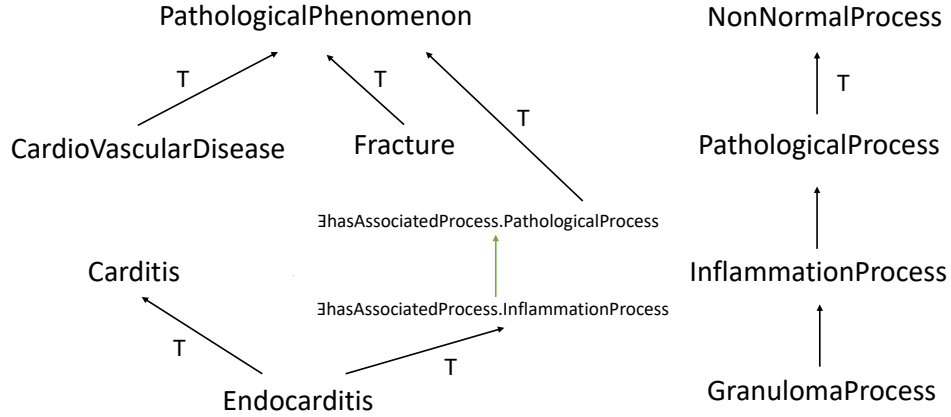 PathologicalPhenomenon
NonNormalProcess
T
T
T
T
CardioVascularDisease
Fracture
PathologicalProcess
∃hasAssociatedProcess.PathologicalProcess
Carditis
InflammationProcess
∃hasAssociatedProcess.InflammationProcess
T
T
Endocarditis
GranulomaProcess